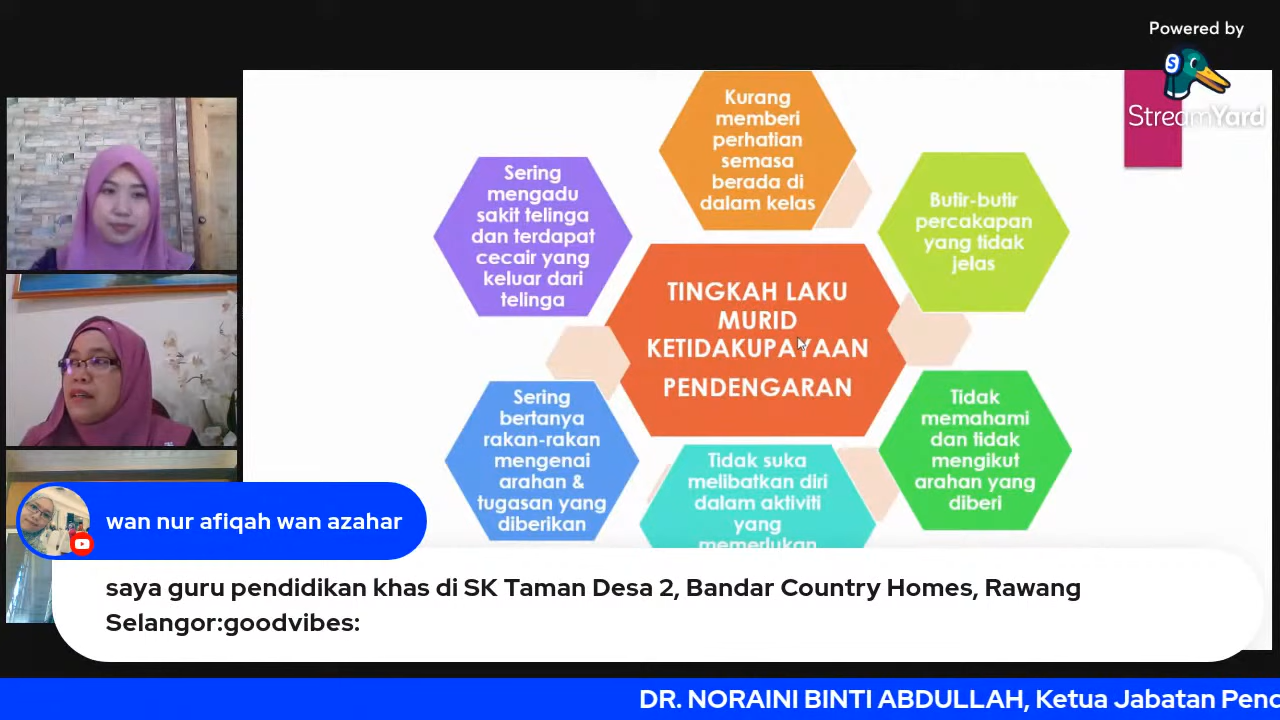 Powered by
StreamYard
Kurang
memberi
perhatian
semasa
berada di
dalam kelas
Sering
mengadu
sakit telinga
dan terdapat
cecair yang
keluar dari
telinga
Butir-butir
percakapan
yang tidak
jelas
TINGKAH LAKU
MURID
KETIDAKUPAYAAN
PENDENGARAN
Sering
bertanya
rakan-rakan
mengenai
arahan &
tugasan yang
diberikan
Tidak suka
melibatkan diri
dalam aktiviti
yang
memerlukan
Tidak
memahami
dan tidak
mengikut
arahan yang
diberi
wan nur afiqah wan azahar
saya guru pendidikan khas di SK Taman Desa 2, Bandar Country Homes, Rawang
Selangor:goodvibes:
DR. NORAINI BINTI ABDULLAH, Ketua Jabatan Penc